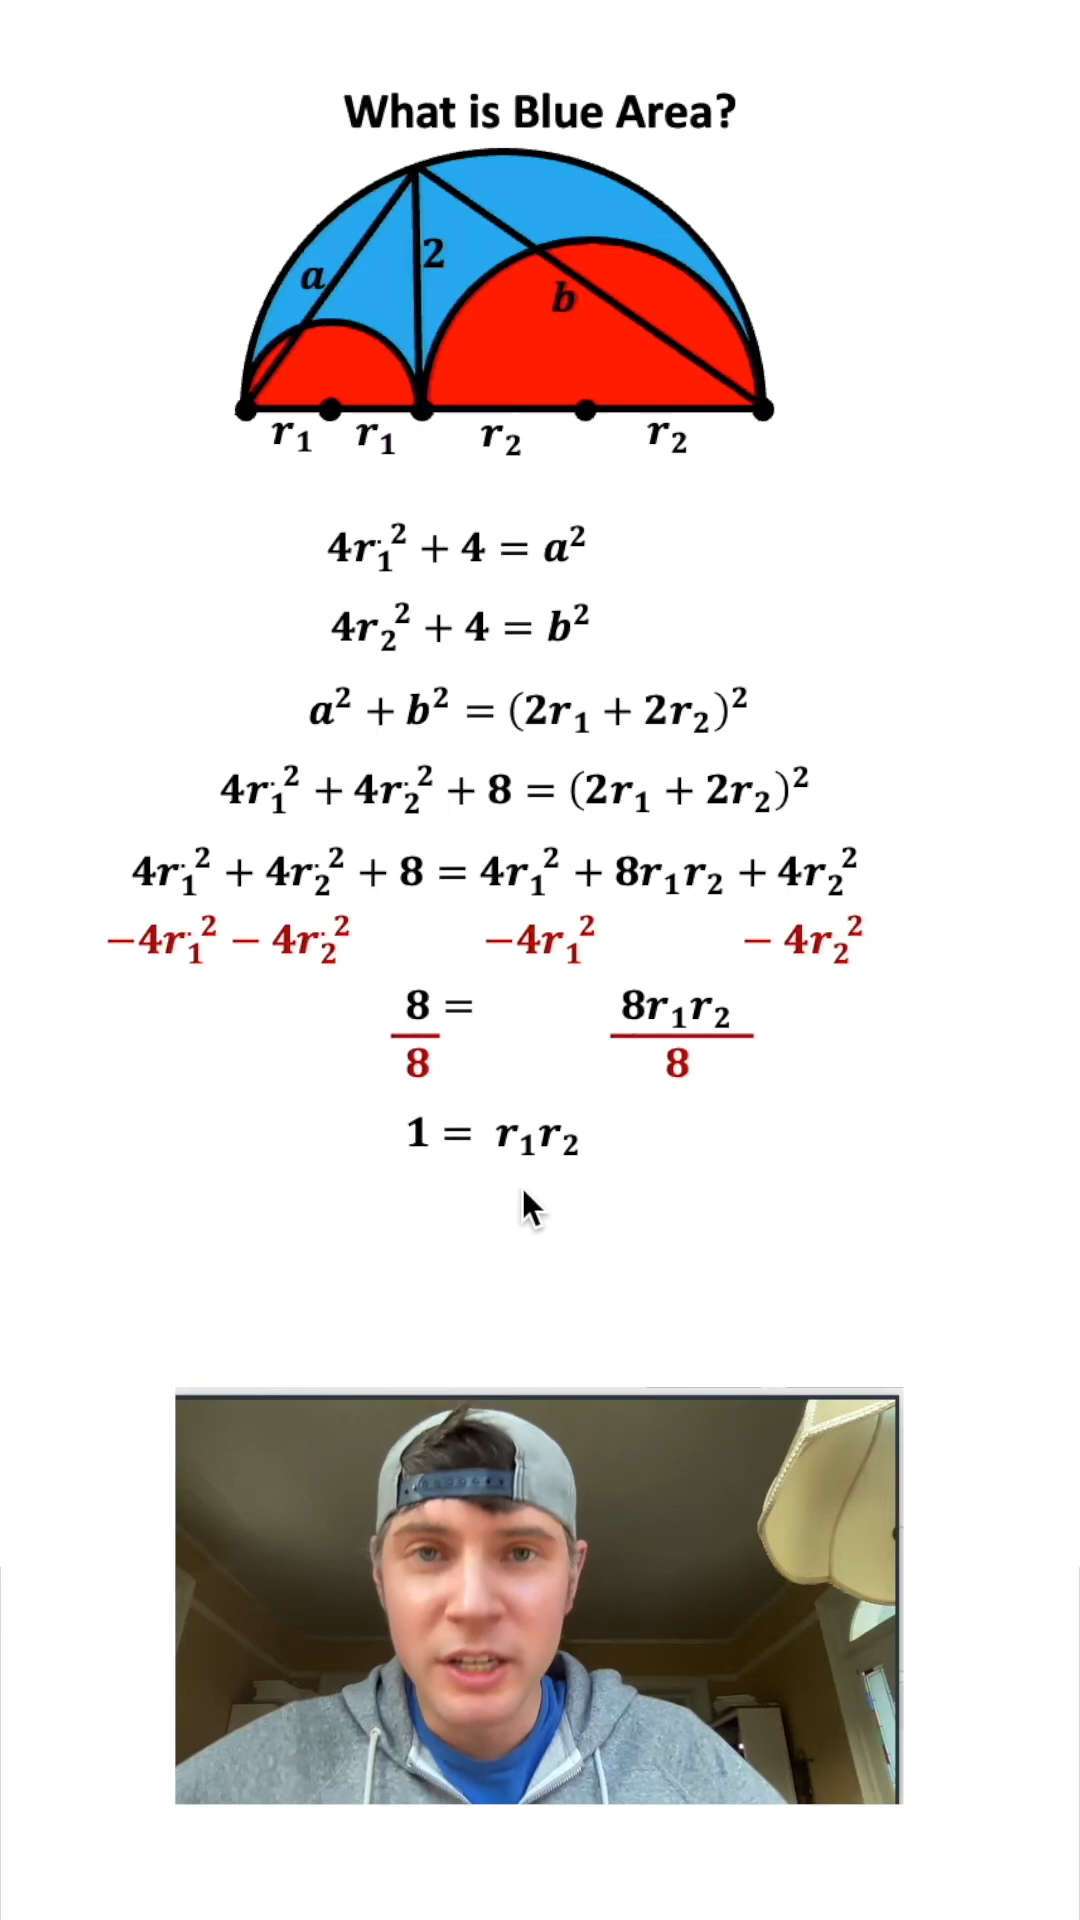 What is Blue Area?
2
a
b
r₁ r₁ r₂ r₂
4r₁² + 4 = a²
4r₂² + 4 = b²
a² + b² = (2r₁ + 2r₂)²
4r₁² + 4r₂² + 8 = (2r₁ + 2r₂)²
4r₁² + 4r₂² + 8 = 4r₁² + 8r₁r₂ + 4r₂²
−4r₁² − 4r₂² −4r₁² − 4r₂²
8 = 8r₁r₂
8 8
1 = r₁r₂